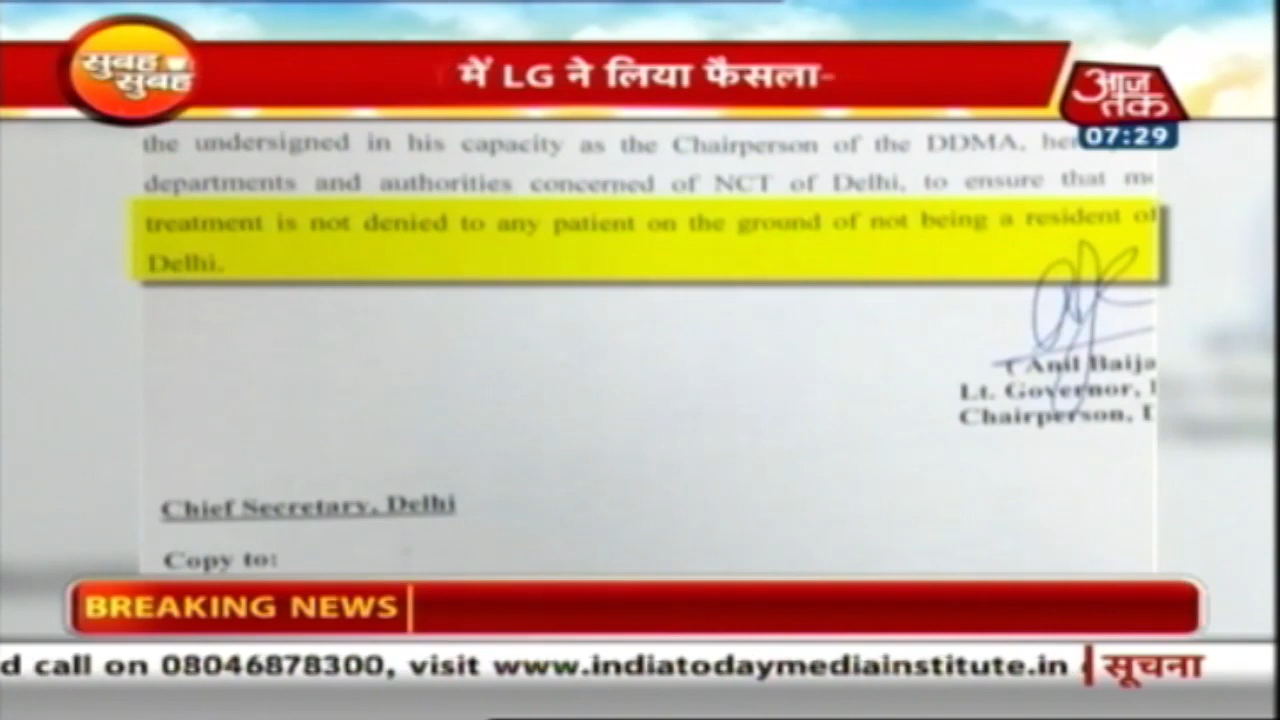 सुबह
सुबह
में LG ने लिया फैसला-
आज
तक
07:29
the undersigned in his capacity as the Chairperson of the DDMA,
departments and authorities concerned of NCT of Delhi, to ensure that
treatment is not denied to any patient on the ground of not being a resident of
Delhi.
( Anil Baija
Lt. Governor,
Chairperson,
Chief Secretary, Delhi
Copy to:
BREAKING NEWS
d call on 08046878300, visit www.indiatodaymediainstitute.in
सूचना